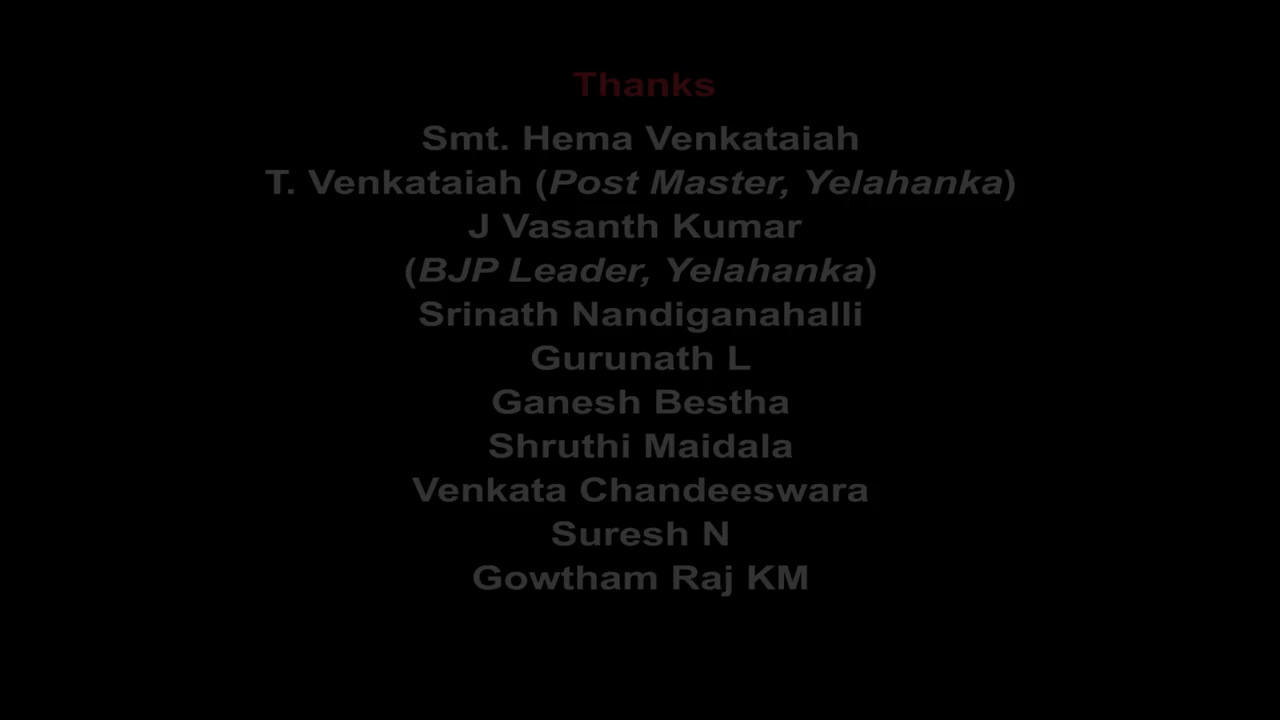 Thanks
Smt. Hema Venkataiah
T. Venkataiah (Post Master, Yelahanka)
J Vasanth Kumar
(BJP Leader, Yelahanka)
Srinath Nandiganahalli
Gurunath L
Ganesh Bestha
Shruthi Maidala
Venkata Chandeeswara
Suresh N
Gowtham Raj KM